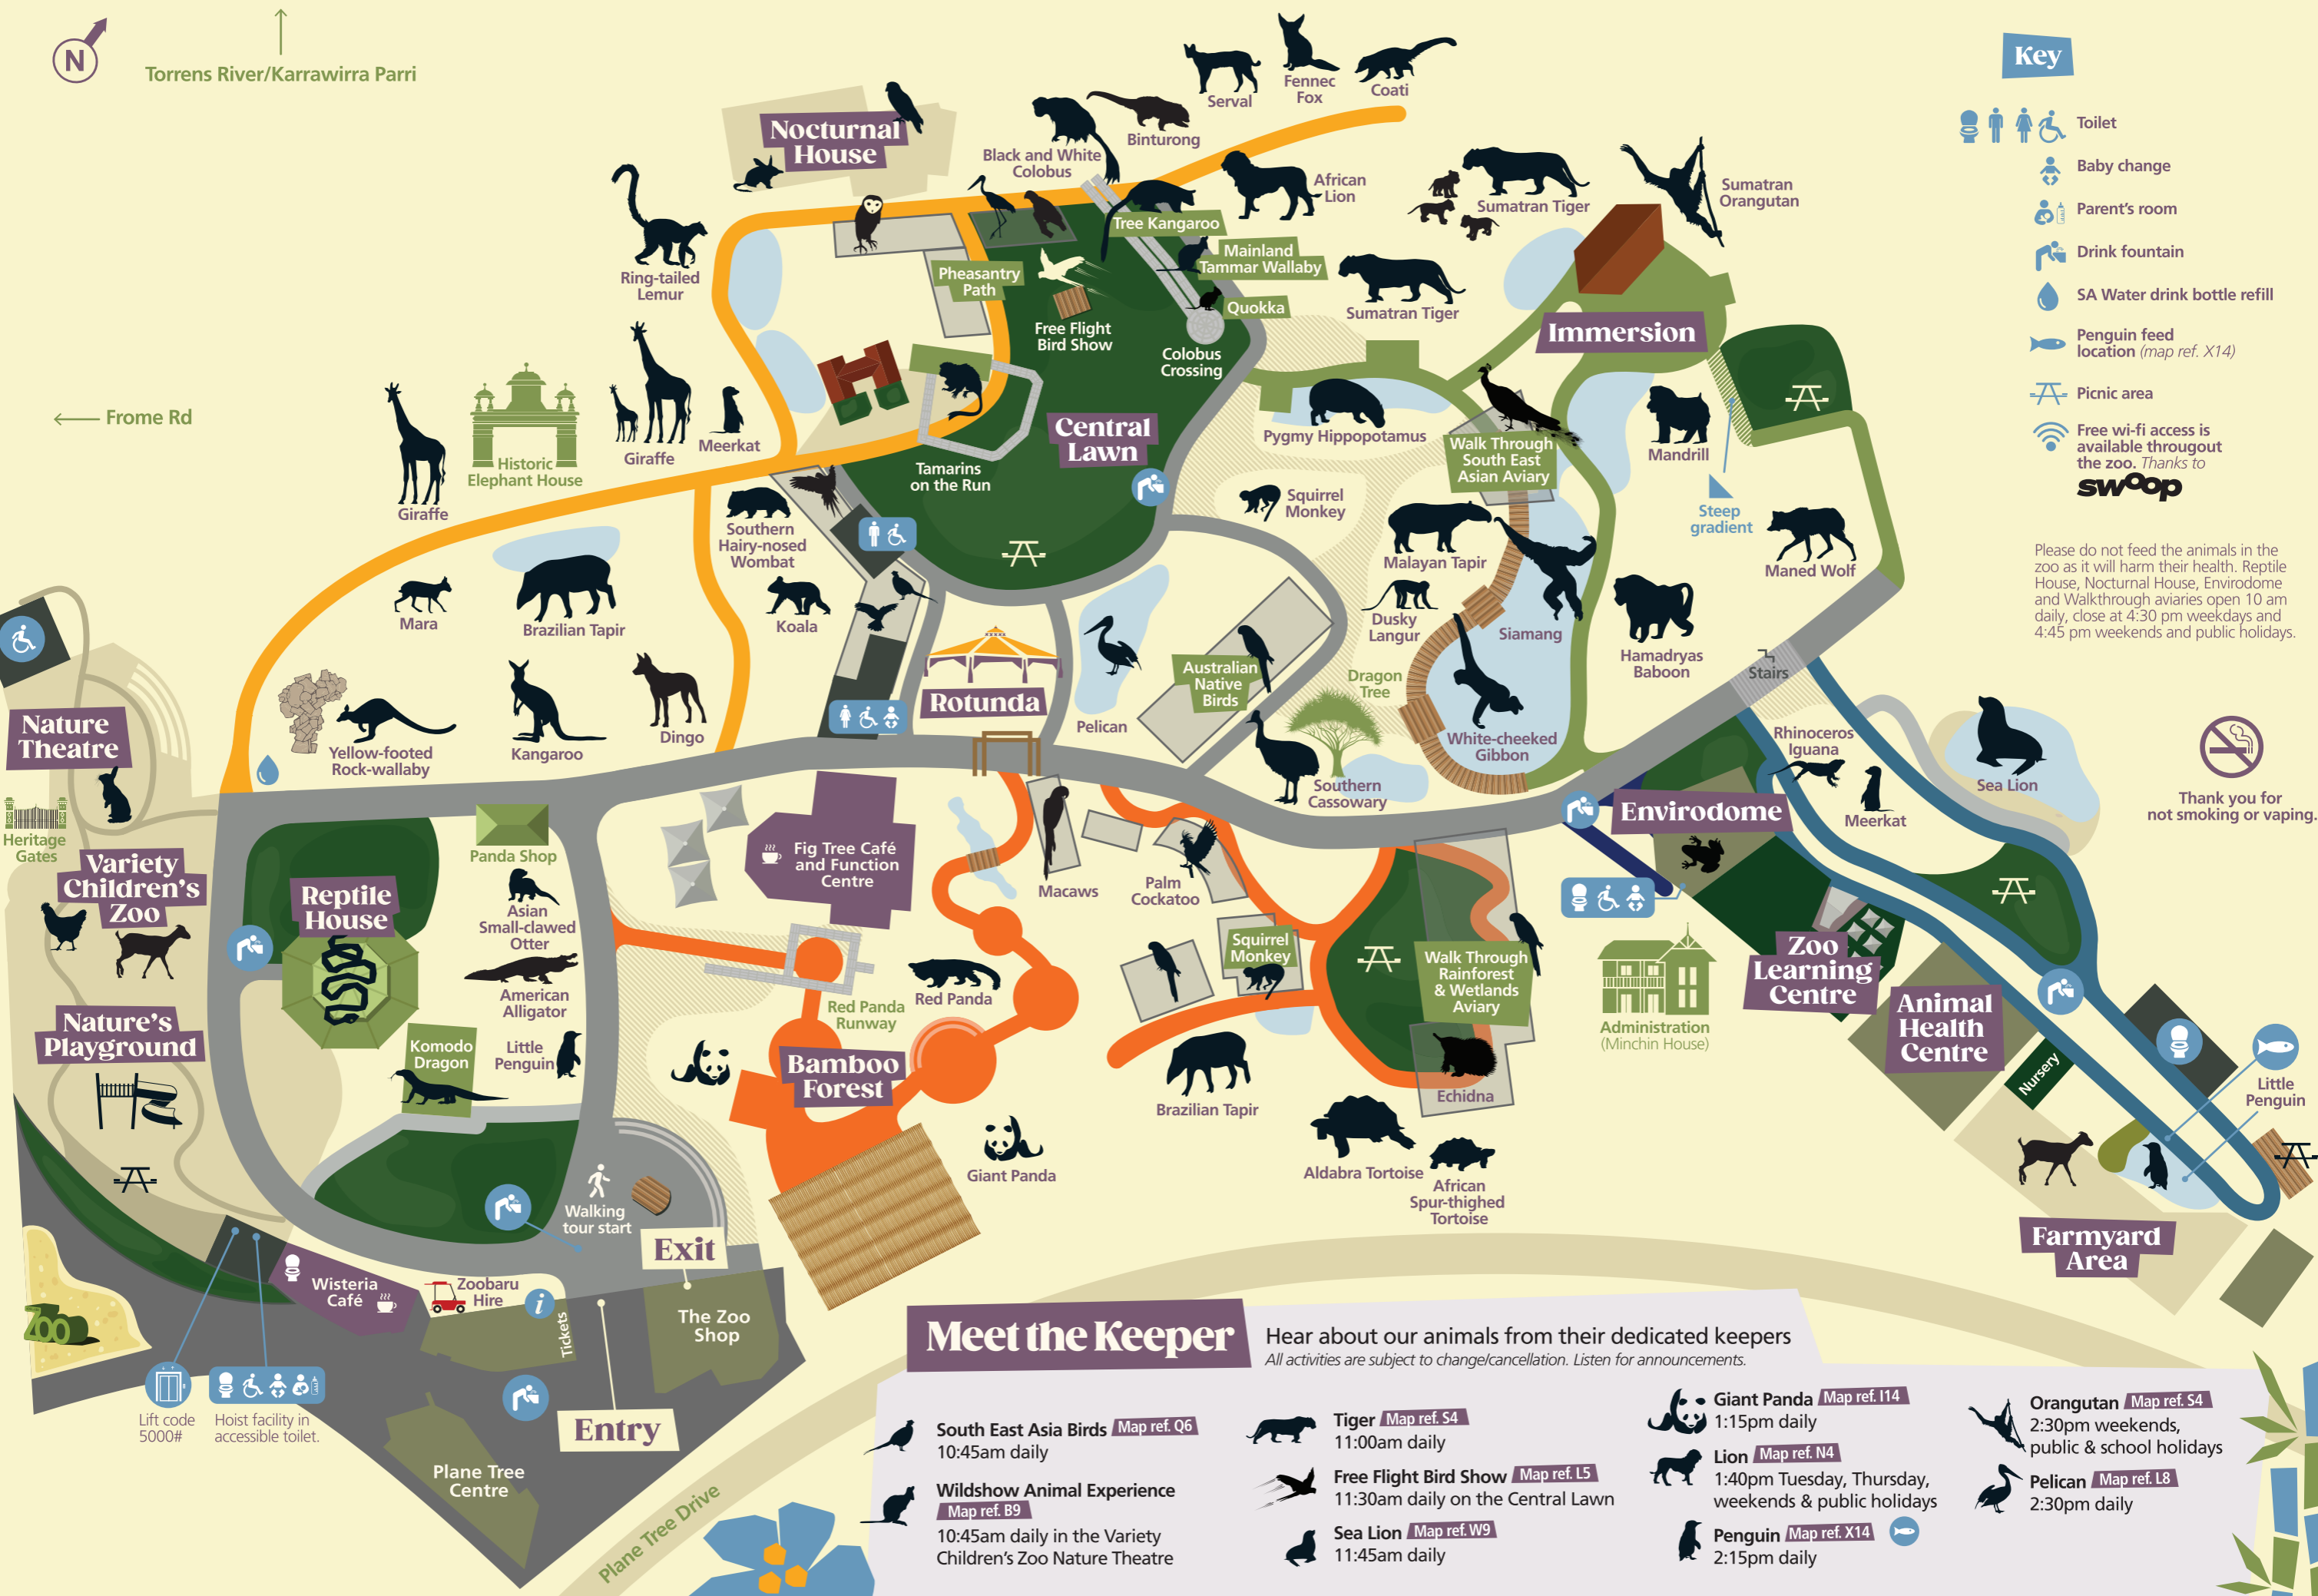 N
Torrens River/Karrawirra Parri
Frome Rd
Nocturnal
House
Serval
Fennec
Fox
Coati
Black and White
Colobus
Binturong
African
Lion
Sumatran Tiger
Sumatran
Orangutan
Ring-tailed
Lemur
Tree Kangaroo
Mainland
Tammar Wallaby
Quokka
Sumatran Tiger
Pheasantry
Path
Free Flight
Bird Show
Colobus
Crossing
Immersion
Historic
Elephant House
Giraffe
Giraffe
Meerkat
Central
Lawn
Tamarins
on the Run
Pygmy Hippopotamus
Walk Through
South East
Asian Aviary
Mandrill
Steep
gradient
Maned Wolf
Southern
Hairy-nosed
Wombat
Koala
Squirrel
Monkey
Malayan Tapir
Dusky
Langur
Siamang
Hamadryas
Baboon
Stairs
Mara
Brazilian Tapir
Yellow-footed
Rock-wallaby
Kangaroo
Dingo
Rotunda
Pelican
Australian
Native
Birds
Dragon
Tree
Southern
Cassowary
White-cheeked
Gibbon
Rhinoceros
Iguana
Meerkat
Sea Lion
Nature
Theatre
Heritage
Gates
Variety
Children's
Zoo
Nature's
Playground
Reptile
House
Panda Shop
Asian
Small-clawed
Otter
American
Alligator
Komodo
Dragon
Little
Penguin
Fig Tree Café
and Function
Centre
Macaws
Palm
Cockatoo
Squirrel
Monkey
Walk Through
Rainforest
& Wetlands
Aviary
Echidna
Envirodome
Administration
(Minchin House)
Zoo
Learning
Centre
Animal
Health
Centre
Nursery
Little
Penguin
Farmyard
Area
Red Panda
Runway
Red Panda
Bamboo
Forest
Giant Panda
Brazilian Tapir
Aldabra Tortoise
African
Spur-thighed
Tortoise
Walking
tour start
Exit
Wisteria
Café
Zoobaru
Hire
i
Tickets
The Zoo
Shop
ZOO
Lift code
5000#
Hoist facility in
accessible toilet.
Entry
Plane Tree
Centre
Plane Tree Drive
Key
Toilet
Baby change
Parent's room
Drink fountain
SA Water drink bottle refill
Penguin feed
location (map ref. X14)
Picnic area
Free wi-fi access is
available througout
the zoo. Thanks to
swoop
Please do not feed the animals in the
zoo as it will harm their health. Reptile
House, Nocturnal House, Envirodome
and Walkthrough aviaries open 10 am
daily, close at 4:30 pm weekdays and
4:45 pm weekends and public holidays.
Thank you for
not smoking or vaping.
Meet the Keeper
Hear about our animals from their dedicated keepers
All activities are subject to change/cancellation. Listen for announcements.
South East Asia Birds Map ref. Q6
10:45am daily
Wildshow Animal Experience
Map ref. B9
10:45am daily in the Variety
Children's Zoo Nature Theatre
Tiger Map ref. S4
11:00am daily
Free Flight Bird Show Map ref. L5
11:30am daily on the Central Lawn
Sea Lion Map ref. W9
11:45am daily
Giant Panda Map ref. I14
1:15pm daily
Lion Map ref. N4
1:40pm Tuesday, Thursday,
weekends & public holidays
Penguin Map ref. X14
2:15pm daily
Orangutan Map ref. S4
2:30pm weekends,
public & school holidays
Pelican Map ref. L8
2:30pm daily